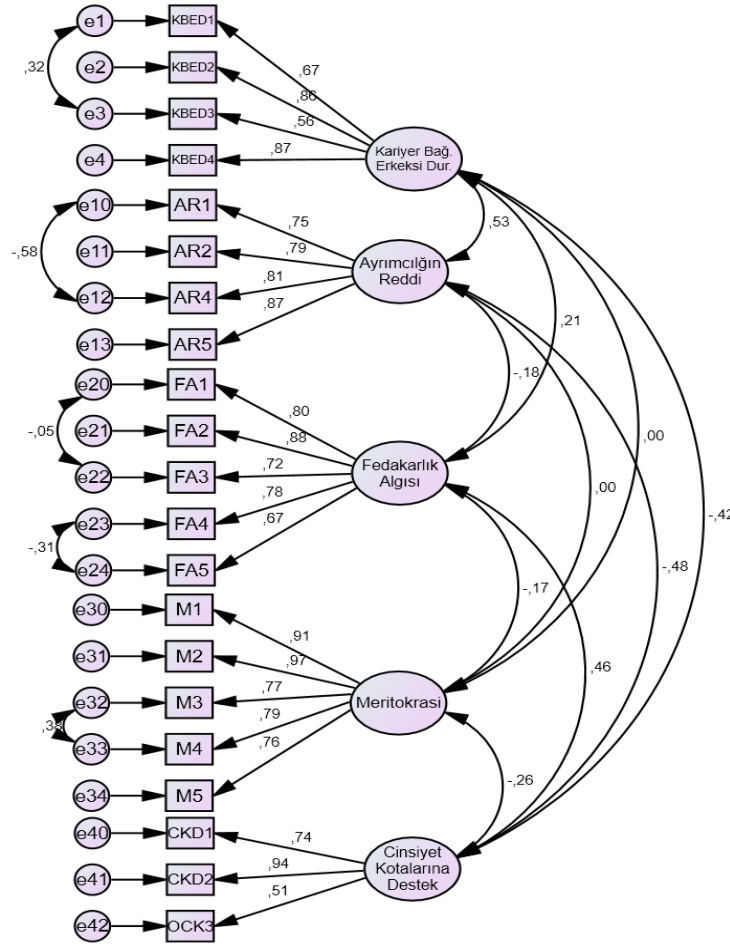 e1
KBED1
,67
,32
e2
KBED2
,86
e3
KBED3
,56
e4
KBED4
,87
Kariyer Bağ.
Erkeksi Dur.
e10
AR1
,75
,53
-,58
e11
AR2
,79
Ayrımcılğın
Reddi
e12
AR4
,81
e13
AR5
,87
,21
e20
FA1
,80
-,18
-,05
e21
FA2
,88
,00
e22
FA3
,72
Fedakarlık
Algısı
e23
FA4
,78
,00
-,31
-,42
e24
FA5
,67
-,48
e30
M1
,91
-,17
e31
M2
,97
,46
e32
M3
,77
Meritokrasi
e33
M4
,79
e34
M5
,76
-,26
e40
CKD1
,74
e41
CKD2
,94
Cinsiyet
Kotalarına
Destek
e42
OCK3
,51